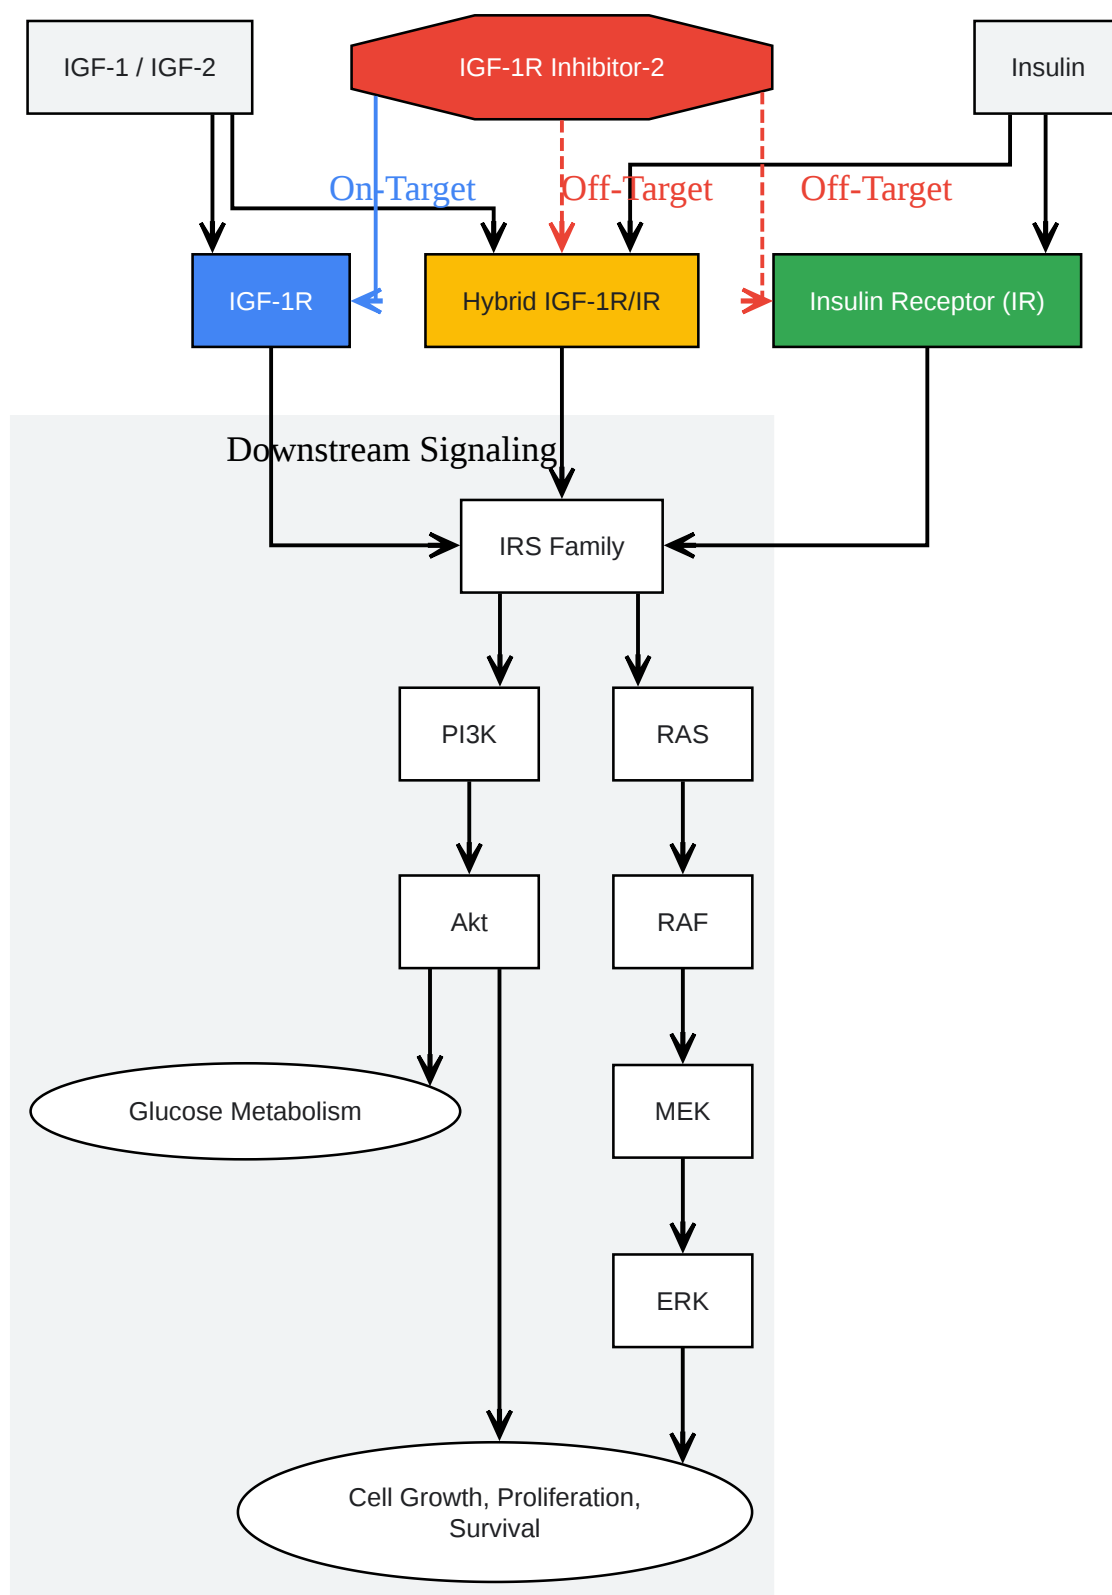 IGF-1 / IGF-2
IGF-1R Inhibitor-2
Insulin
On-Target
Off-Target
Off-Target
IGF-1R
Hybrid IGF-1R/IR
Insulin Receptor (IR)
Downstream Signaling
IRS Family
PI3K
RAS
Akt
RAF
Glucose Metabolism
MEK
ERK
Cell Growth, Proliferation,
Survival